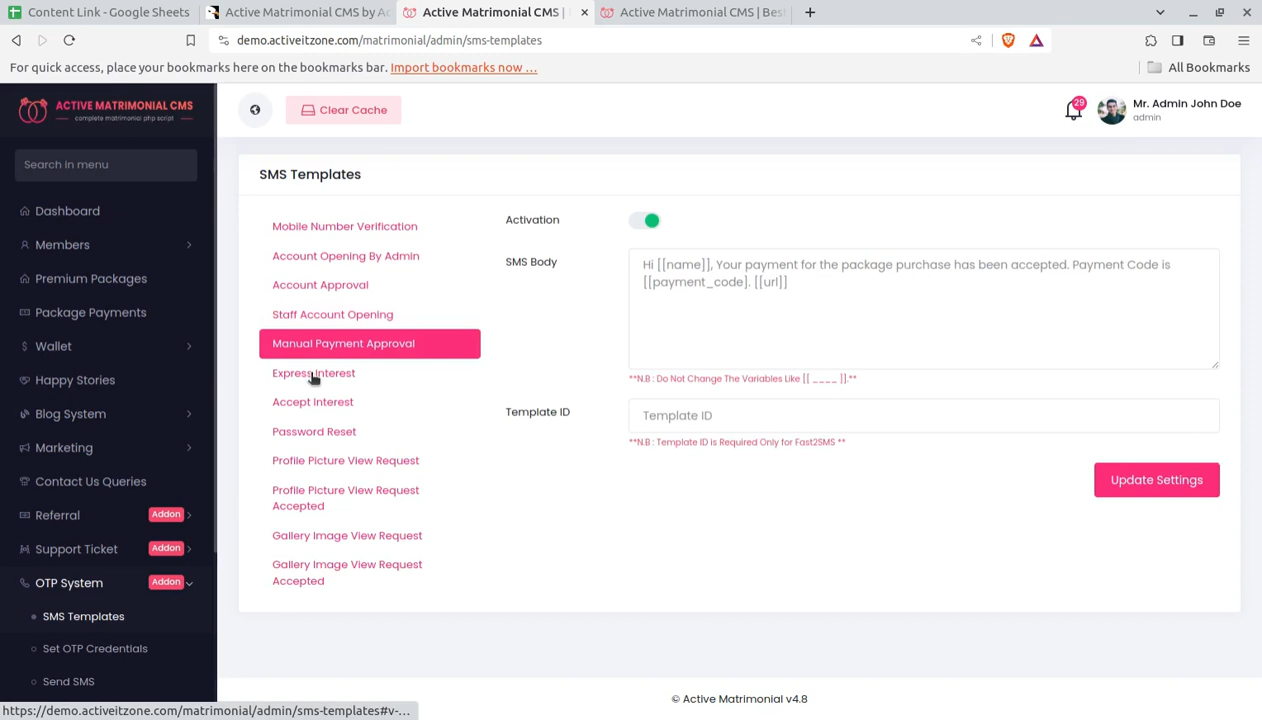 Content Link - Google Sheets
Active Matrimonial CMS by Ac
Active Matrimonial CMS |
Active Matrimonial CMS | Bes
demo.activeitzone.com/matrimonial/admin/sms-templates
For quick access, place your bookmarks here on the bookmarks bar. Import bookmarks now ...
All Bookmarks
ACTIVE MATRIMONIAL CMS
complete matrimonial php script
Clear Cache
29
Mr. Admin John Doe
admin
Search in menu
Dashboard
Members
Premium Packages
Package Payments
Wallet
Happy Stories
Blog System
Marketing
Contact Us Queries
Referral Addon
Support Ticket Addon
OTP System Addon
SMS Templates
Set OTP Credentials
Send SMS
SMS Templates
Mobile Number Verification
Account Opening By Admin
Account Approval
Staff Account Opening
Manual Payment Approval
Express Interest
Accept Interest
Password Reset
Profile Picture View Request
Profile Picture View Request
Accepted
Gallery Image View Request
Gallery Image View Request
Accepted
Activation
SMS Body
Hi [[name]], Your payment for the package purchase has been accepted. Payment Code is
[[payment_code]. [[url]]
**N.B : Do Not Change The Variables Like [[ ____ ]].**
Template ID
Template ID
**N.B : Template ID is Required Only for Fast2SMS **
Update Settings
© Active Matrimonial v4.8
https://demo.activeitzone.com/matrimonial/admin/sms-templates#v-...